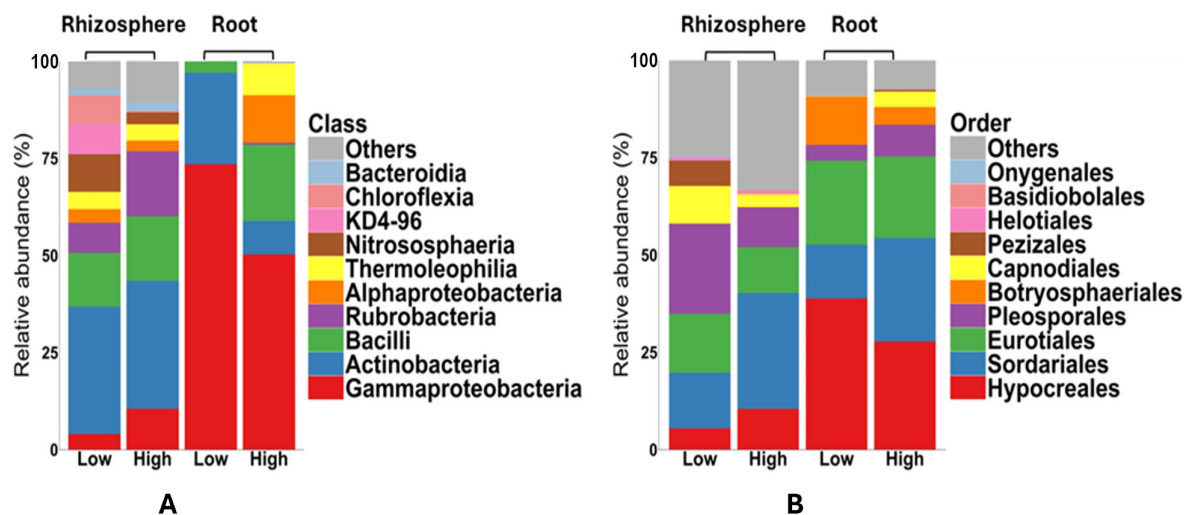 Rhizosphere Root
100
75
50
25
0
Relative abundance (%)
Low High Low High
Class
Others
Bacteroidia
Chloroflexia
KD4-96
Nitrososphaeria
Thermoleophilia
Alphaproteobacteria
Rubrobacteria
Bacilli
Actinobacteria
Gammaproteobacteria
A
Rhizosphere Root
100
75
50
25
0
Relative abundance (%)
Low High Low High
Order
Others
Onygenales
Basidiobolales
Helotiales
Pezizales
Capnodiales
Botryosphaeriales
Pleosporales
Eurotiales
Sordariales
Hypocreales
B